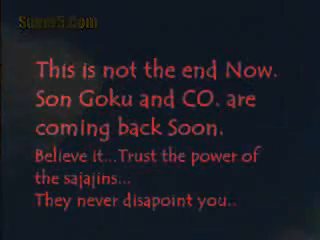 Super5.Com
This is not the end Now.
Son Goku and CO. are
coming back Soon.
Believe it...Trust the power of
the sajajins...
They never disapoint you..